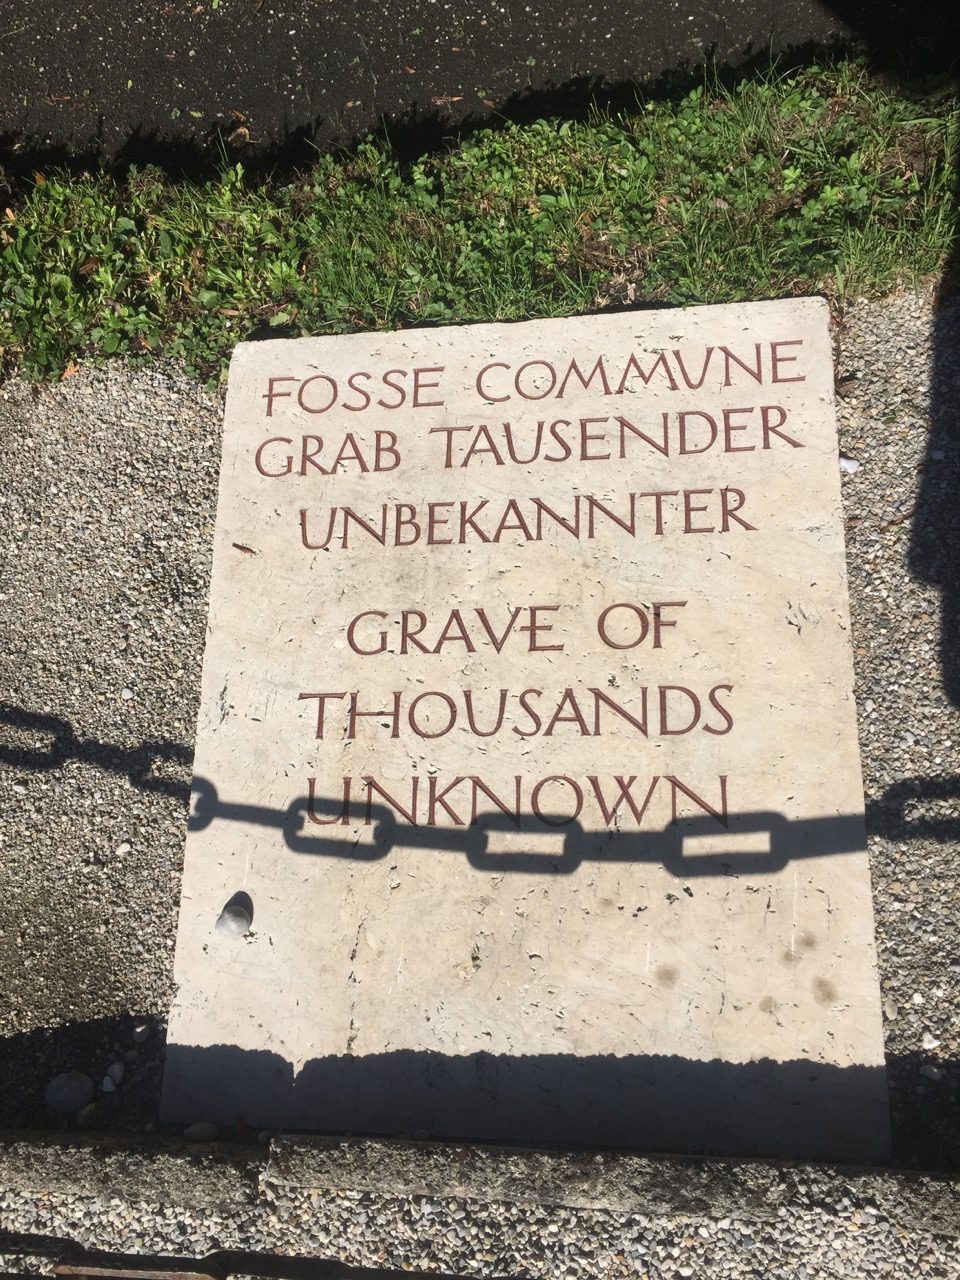 FOSSE COMMUNE
GRAB TAUSENDER
UNBEKANNTER
GRAVE OF
THOUSANDS
UNKNOWN